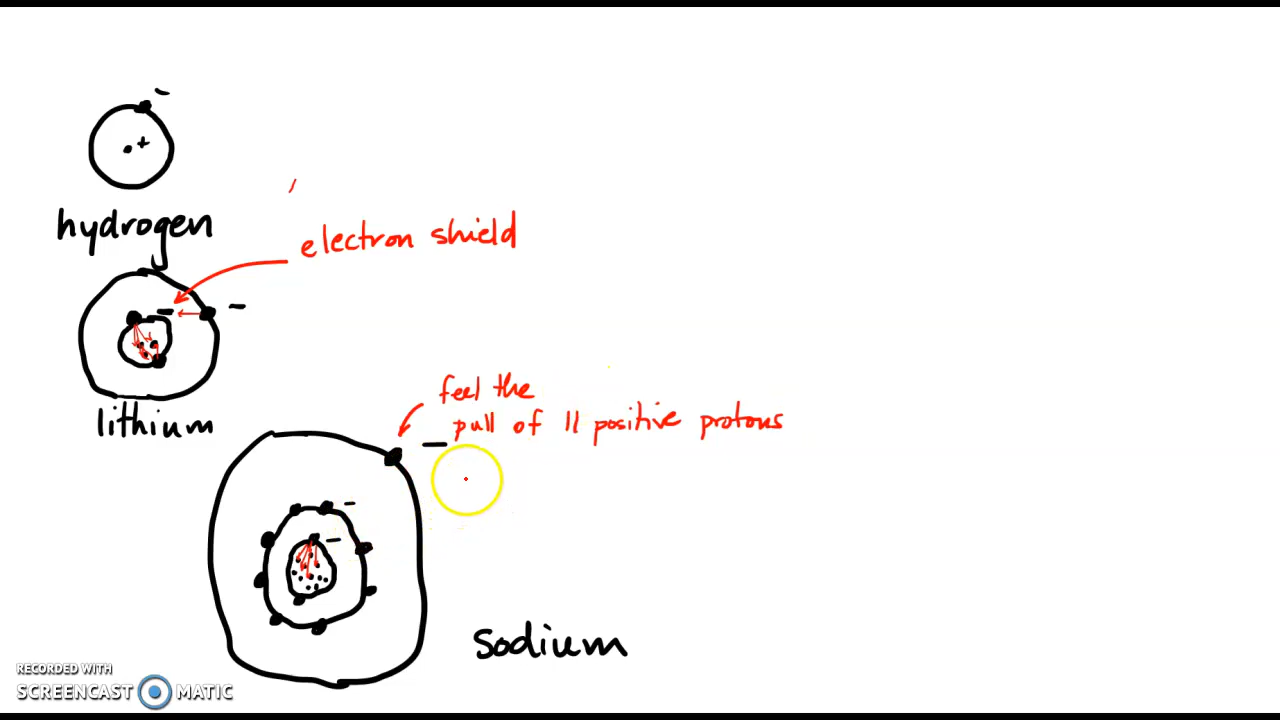 hydrogen
electron shield
lithium
feel the
pull of 11 positive protons
sodium
RECORDED WITH
SCREENCAST MATIC